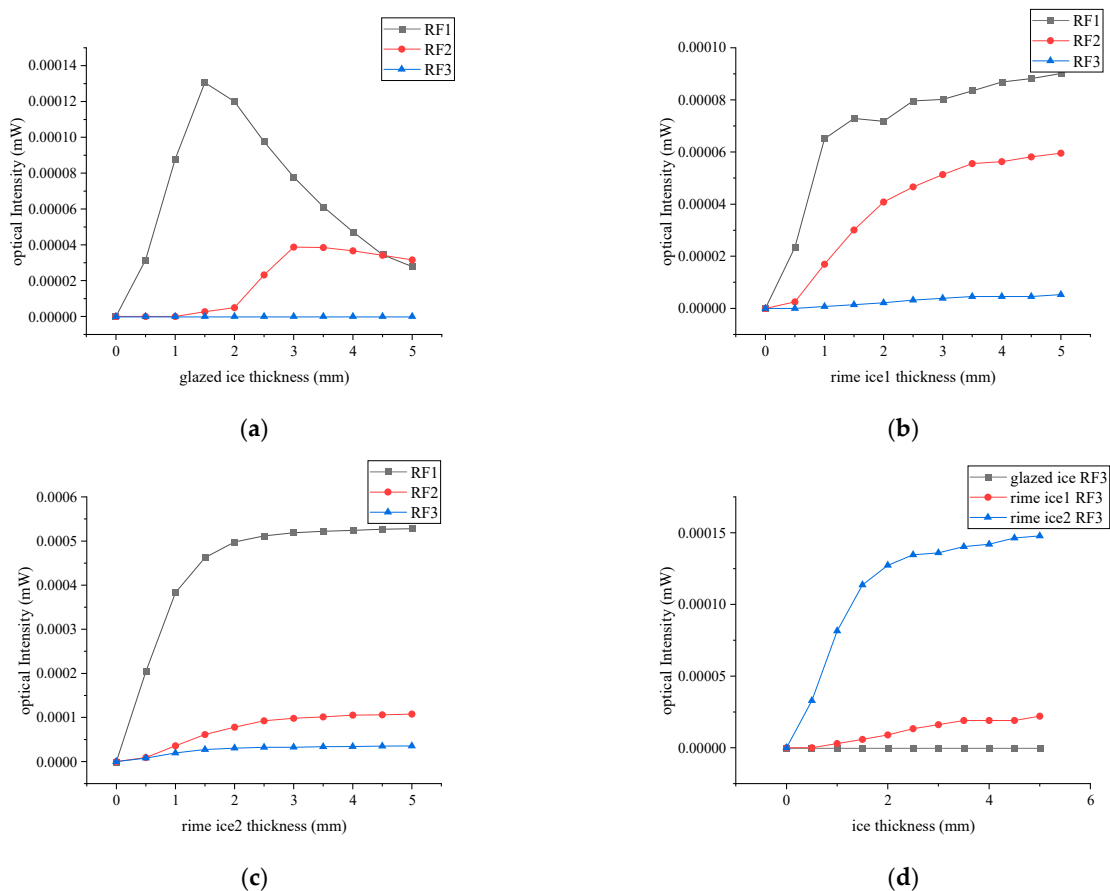 RF1
RF2
RF3
0.00014
0.00012
0.00010
0.00008
0.00006
0.00004
0.00002
0.00000
optical Intensity (mW)
0 1 2 3 4 5
glazed ice thickness (mm)
(a)
RF1
RF2
RF3
0.00010
0.00008
0.00006
0.00004
0.00002
0.00000
optical Intensity (mW)
0 1 2 3 4 5
rime ice1 thickness (mm)
(b)
RF1
RF2
RF3
0.0006
0.0005
0.0004
0.0003
0.0002
0.0001
0.0000
optical Intensity (mW)
0 1 2 3 4 5
rime ice2 thickness (mm)
(c)
glazed ice RF3
rime ice1 RF3
rime ice2 RF3
0.00015
0.00010
0.00005
0.00000
optical Intensity (mW)
0 2 4 6
ice thickness (mm)
(d)